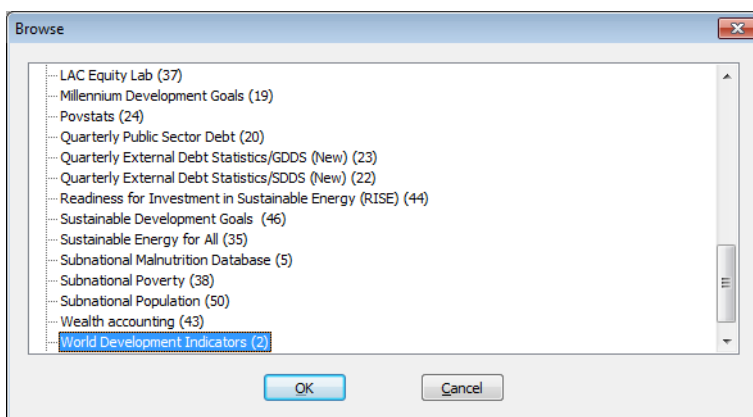 Browse
LAC Equity Lab (37)
Millennium Development Goals (19)
Povstats (24)
Quarterly Public Sector Debt (20)
Quarterly External Debt Statistics/GDDS (New) (23)
Quarterly External Debt Statistics/SDDS (New) (22)
Readiness for Investment in Sustainable Energy (RISE) (44)
Sustainable Development Goals  (46)
Sustainable Energy for All (35)
Subnational Malnutrition Database (5)
Subnational Poverty (38)
Subnational Population (50)
Wealth accounting (43)
World Development Indicators (2)
OK Cancel